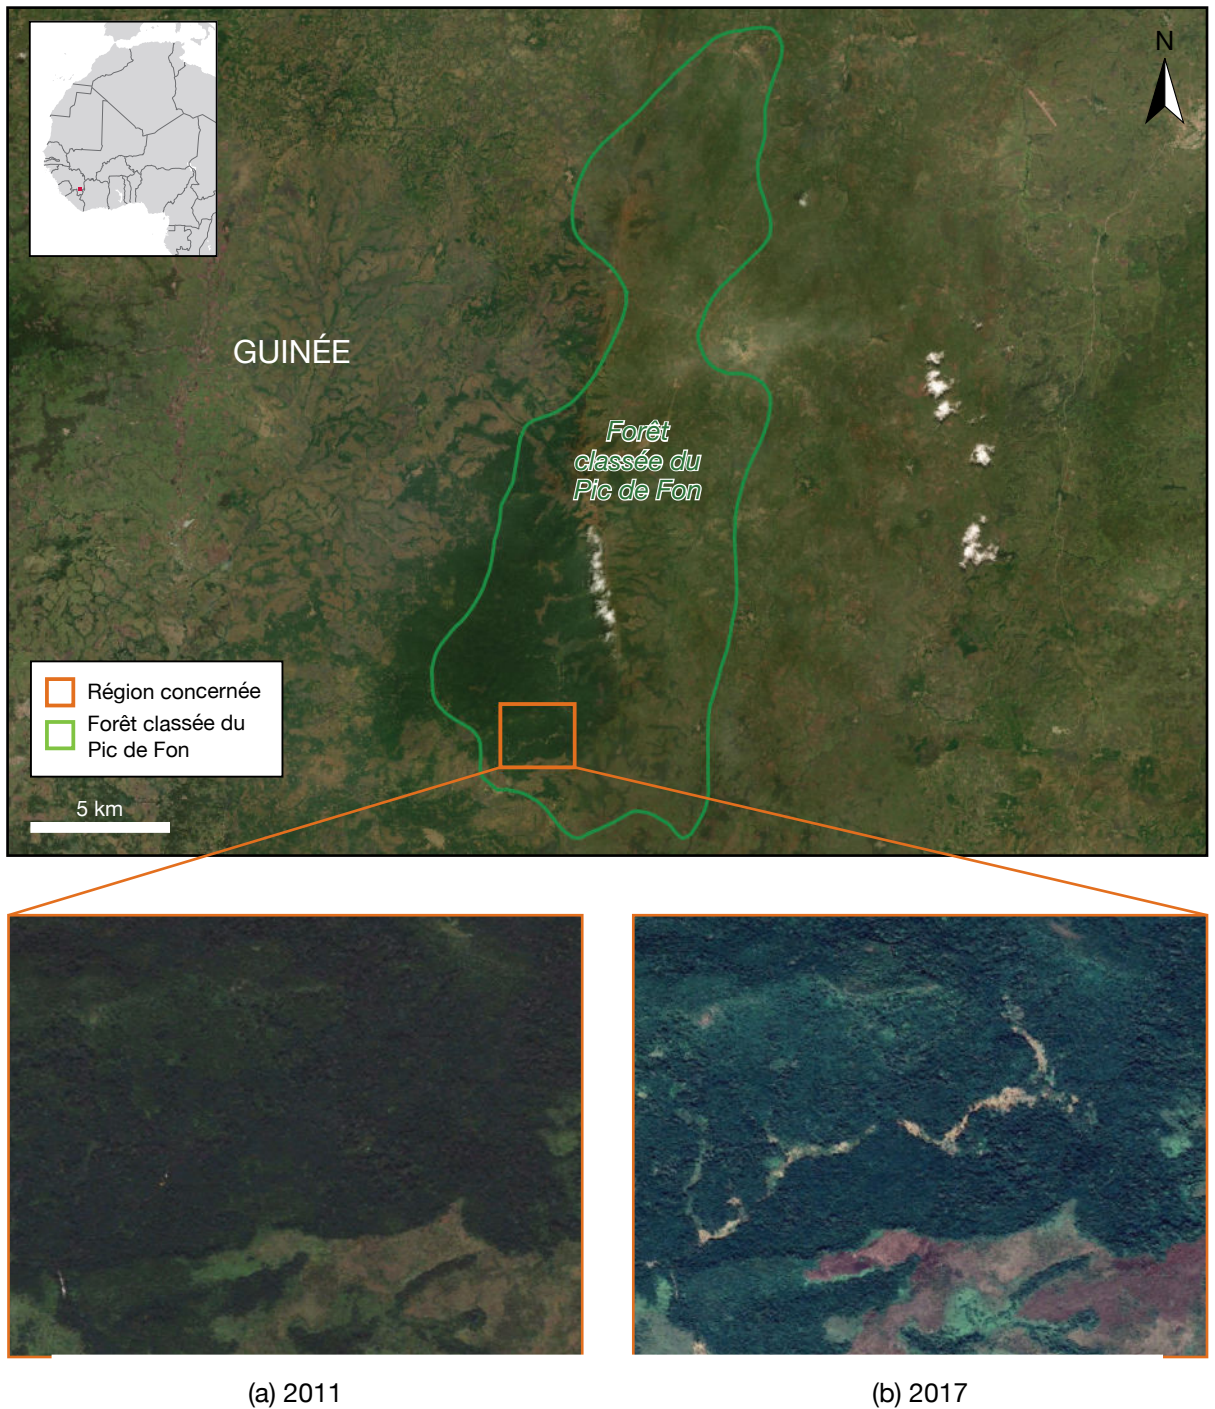 N
GUINÉE
Forêt
classée du
Pic de Fon
Région concernée
Forêt classée du
Pic de Fon
5 km
(a) 2011
(b) 2017